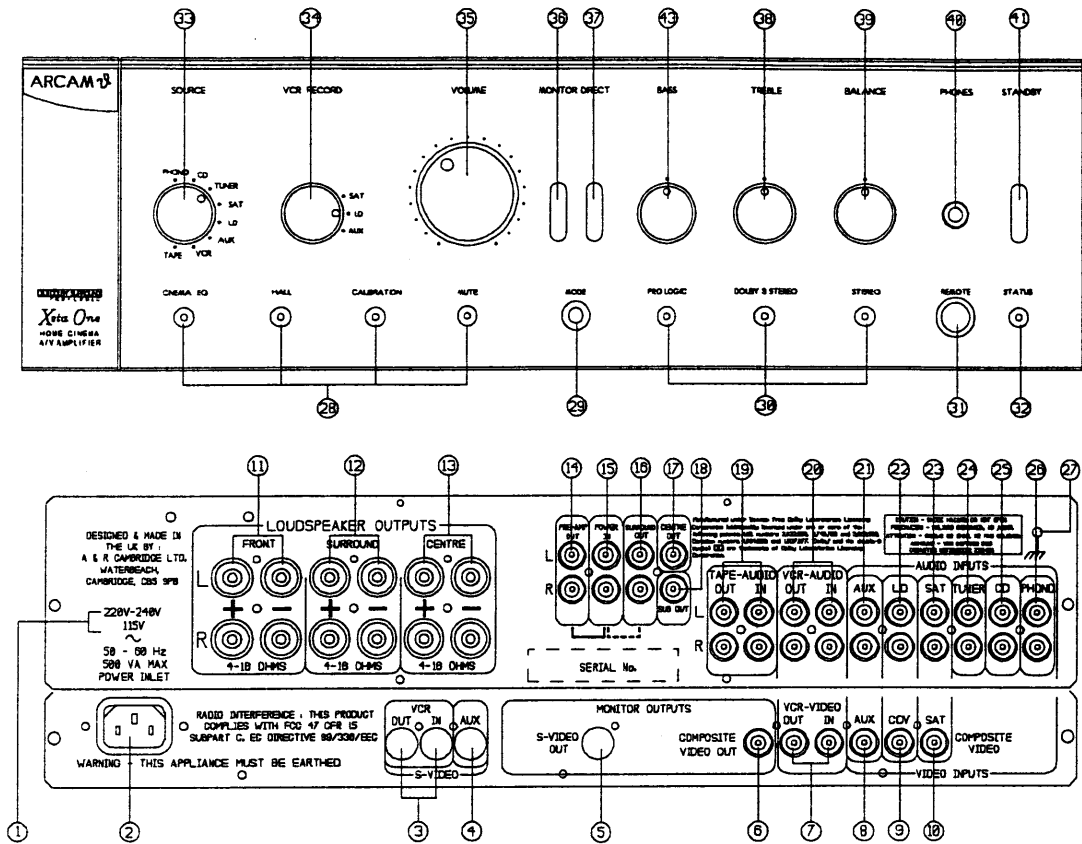 33 34 35 36 37 43 38 39 40 41
ARCAM
SOURCE VCR RECORD VOLUME MONITOR DIRECT BASS TREBLE BALANCE PHONES STANDBY
PHONO CD
TUNER
SAT
LD
AUX
VCR
TAPE
SAT
LD
AUX
CINEMA EQ HALL CALIBRATION MUTE MODE PRO LOGIC DOLBY 3 STEREO STEREO REMOTE STATUS
Xeta One
HOME CINEMA
A/V AMPLIFIER
28 29 30 31 32
11 12 13 14 15 16 17 18 19 20 21 22 23 24 25 26 27
DESIGNED & MADE IN
THE UK BY :
A & R CAMBRIDGE LTD.
WATERBEACH,
CAMBRIDGE, CB5 9PB
220V-240V
115V
50 - 60 Hz
500 VA MAX
POWER INLET
LOUDSPEAKER OUTPUTS
FRONT SURROUND CENTRE
L
+ - + - + -
R
4-16 OHMS 4-16 OHMS 4-16 OHMS
PRE-AMP OUT
POWER IN
SURROUND OUT
CENTRE OUT
L
R
SUB OUT
SERIAL No.
AUDIO INPUTS
TAPE-AUDIO VCR-AUDIO AUX LD SAT TUNER CD PHONO
OUT IN OUT IN
L
R
RADIO INTERFERENCE : THIS PRODUCT
COMPLIES WITH FCC 47 CFR 15
SUBPART C, EC DIRECTIVE 89/336/EEC
WARNING - THIS APPLIANCE MUST BE EARTHED
VCR
OUT IN AUX
S-VIDEO
MONITOR OUTPUTS
S-VIDEO
OUT
COMPOSITE
VIDEO OUT
VCR-VIDEO
OUT IN
AUX CDV SAT
COMPOSITE
VIDEO
VIDEO INPUTS
1 2 3 4 5 6 7 8 9 10